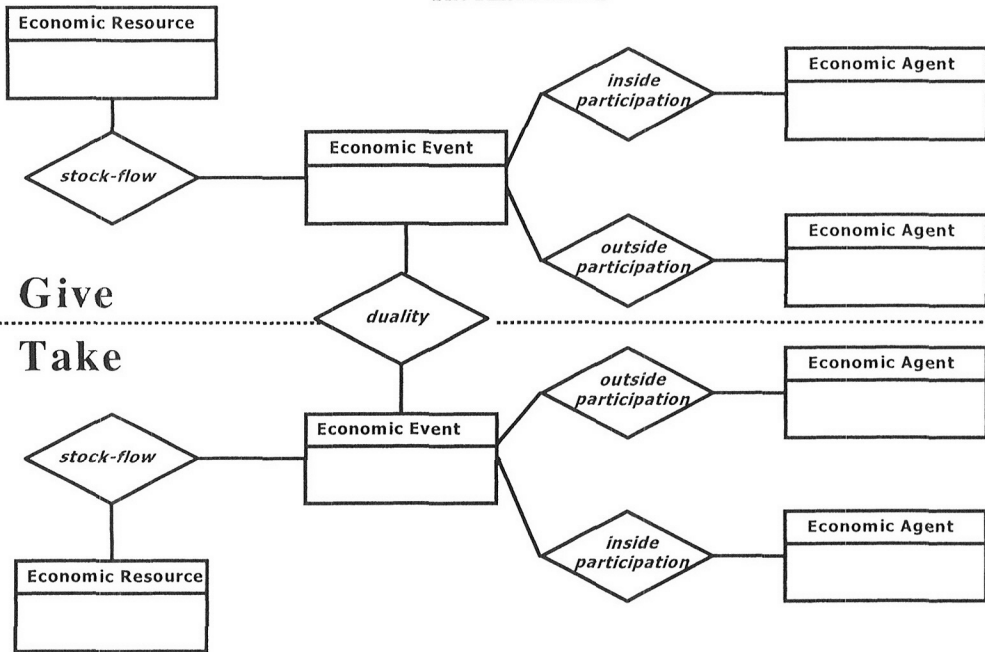 Economic Resource
inside
participation
Economic Agent
Economic Event
stock-flow
outside
participation
Economic Agent
Give
duality
Take
outside
participation
Economic Agent
Economic Event
stock-flow
inside
participation
Economic Agent
Economic Resource